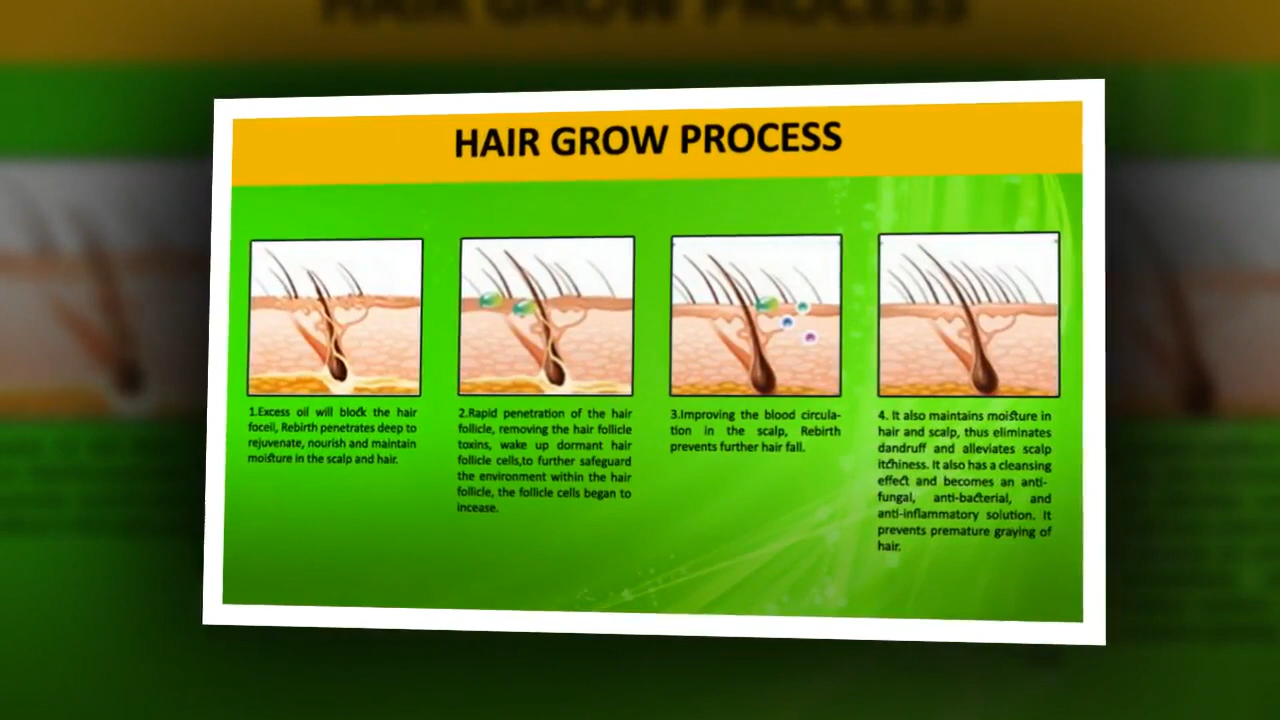 HAIR GROW PROCESS
HAIR GROW PROCESS
1.Excess oil will block the hair
foceil, Rebirth penetrates deep to
rejuvenate, nourish and maintain
moisture in the scalp and hair.
2.Rapid penetration of the hair
follicle, removing the hair follicle
toxins, wake up dormant hair
follicle cells,to further safeguard
the environment within the hair
follicle, the follicle cells began to
incease.
3.Improving the blood circula-
tion in the scalp, Rebirth
prevents further hair fall.
4. It also maintains moisture in
hair and scalp, thus eliminates
dandruff and alleviates scalp
itchiness. It also has a cleansing
effect and becomes an anti-
fungal, anti-bacterial, and
anti-inflammatory solution. It
prevents premature graying of
hair.